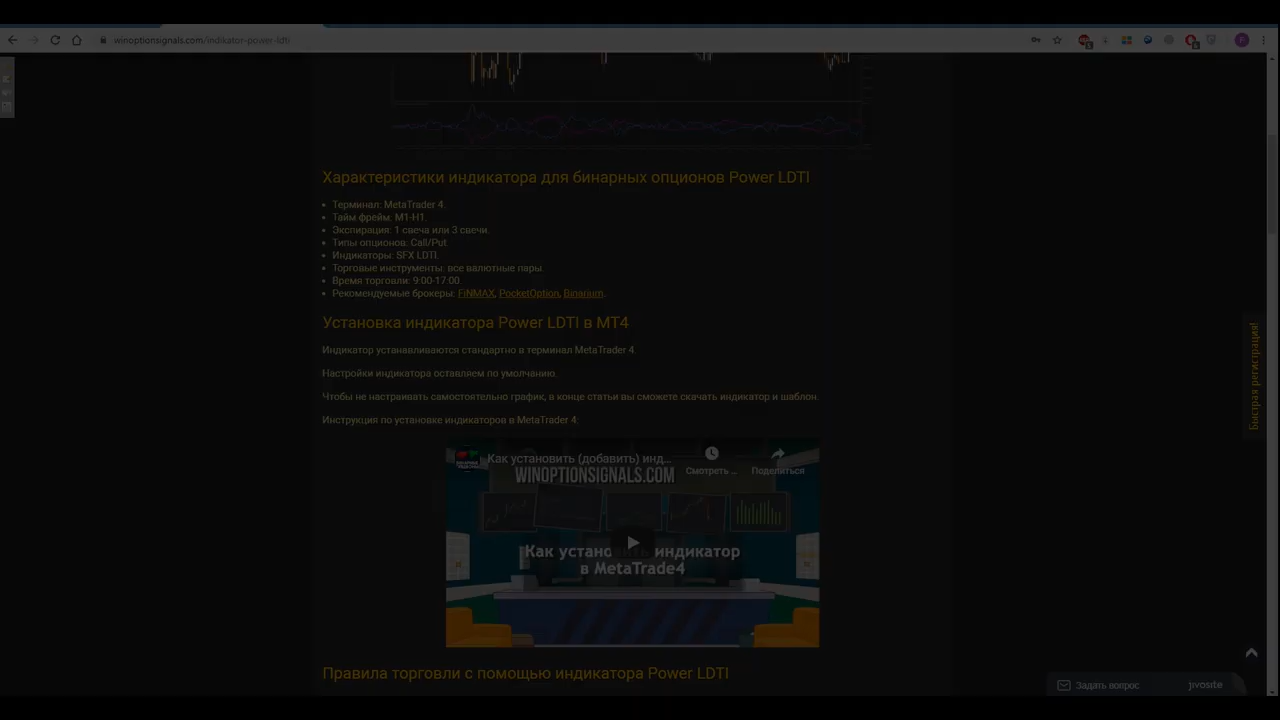 winoptionsignals.com/indikator-power-ldti
Характеристики индикатора для бинарных опционов Power LDTI
Терминал: MetaTrader 4.
Тайм фрейм: M1-H1.
Экспирация: 1 свеча или 3 свечи.
Типы опционов: Call/Put
Индикаторы: SFX LDTI.
Торговые инструменты: все валютные пары.
Время торговли: 9:00-17:00.
Рекомендуемые брокеры: FiNMAX, PocketOption, Binarium.
Установка индикатора Power LDTI в MT4
Индикатор устанавливаются стандартно в терминал MetaTrader 4.
Настройки индикатора оставляем по умолчанию.
Чтобы не настраивать самостоятельно график, в конце статьи вы сможете скачать индикатор и шаблон.
Инструкция по установке индикаторов в MetaTrader 4:
Как установить (добавить) инд...
Смотреть ...
Поделиться
WINOPTIONSIGNALS.COM
Как установить индикатор
в MetaTrade4
Правила торговли с помощью индикатора Power LDTI
Быстрая регистрация!
Задать вопрос
jivosite